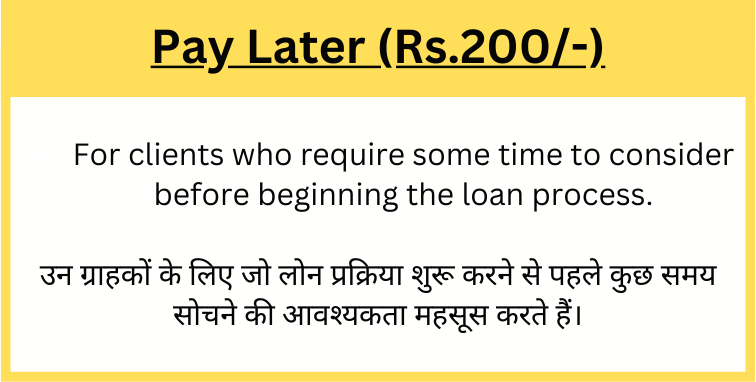 Pay Later (Rs.200/-)
For clients who require some time to consider
before beginning the loan process.
उन ग्राहकों के लिए जो लोन प्रक्रिया शुरू करने से पहले कुछ समय
सोचने की आवश्यकता महसूस करते हैं।